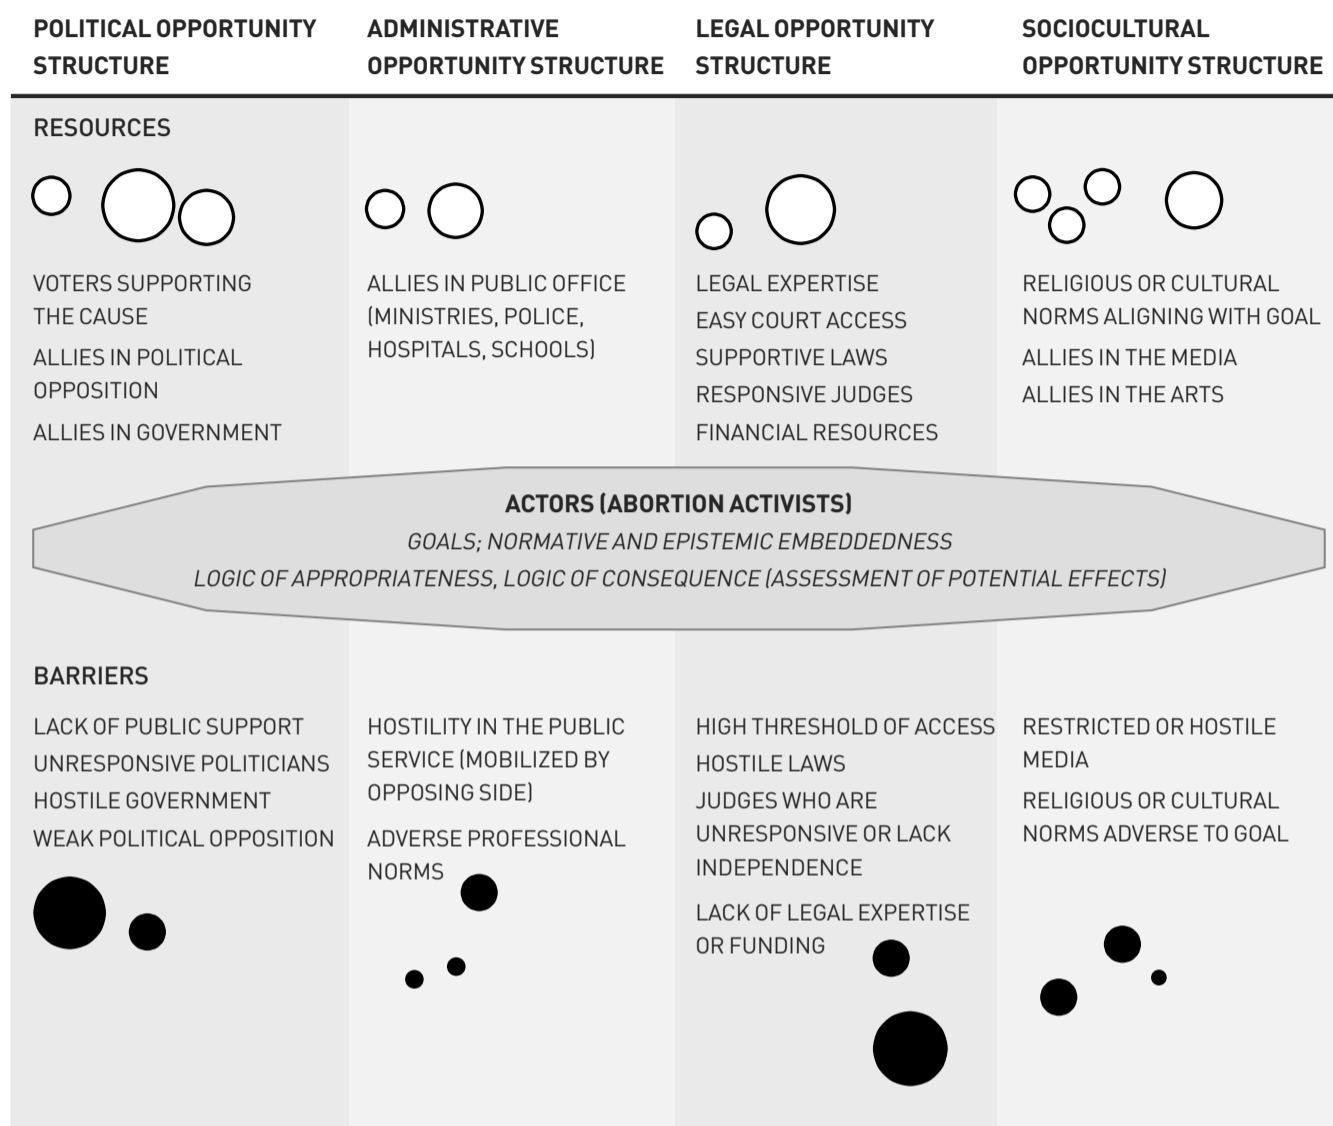 POLITICAL OPPORTUNITY
STRUCTURE
ADMINISTRATIVE
OPPORTUNITY STRUCTURE
LEGAL OPPORTUNITY
STRUCTURE
SOCIOCULTURAL
OPPORTUNITY STRUCTURE
RESOURCES
VOTERS SUPPORTING
THE CAUSE
ALLIES IN POLITICAL
OPPOSITION
ALLIES IN GOVERNMENT
ALLIES IN PUBLIC OFFICE
(MINISTRIES, POLICE,
HOSPITALS, SCHOOLS)
LEGAL EXPERTISE
EASY COURT ACCESS
SUPPORTIVE LAWS
RESPONSIVE JUDGES
FINANCIAL RESOURCES
RELIGIOUS OR CULTURAL
NORMS ALIGNING WITH GOAL
ALLIES IN THE MEDIA
ALLIES IN THE ARTS
ACTORS (ABORTION ACTIVISTS)
GOALS; NORMATIVE AND EPISTEMIC EMBEDDEDNESS
LOGIC OF APPROPRIATENESS, LOGIC OF CONSEQUENCE (ASSESSMENT OF POTENTIAL EFFECTS)
BARRIERS
LACK OF PUBLIC SUPPORT
UNRESPONSIVE POLITICIANS
HOSTILE GOVERNMENT
WEAK POLITICAL OPPOSITION
HOSTILITY IN THE PUBLIC
SERVICE (MOBILIZED BY
OPPOSING SIDE)
ADVERSE PROFESSIONAL
NORMS
HIGH THRESHOLD OF ACCESS
HOSTILE LAWS
JUDGES WHO ARE
UNRESPONSIVE OR LACK
INDEPENDENCE
LACK OF LEGAL EXPERTISE
OR FUNDING
RESTRICTED OR HOSTILE
MEDIA
RELIGIOUS OR CULTURAL
NORMS ADVERSE TO GOAL